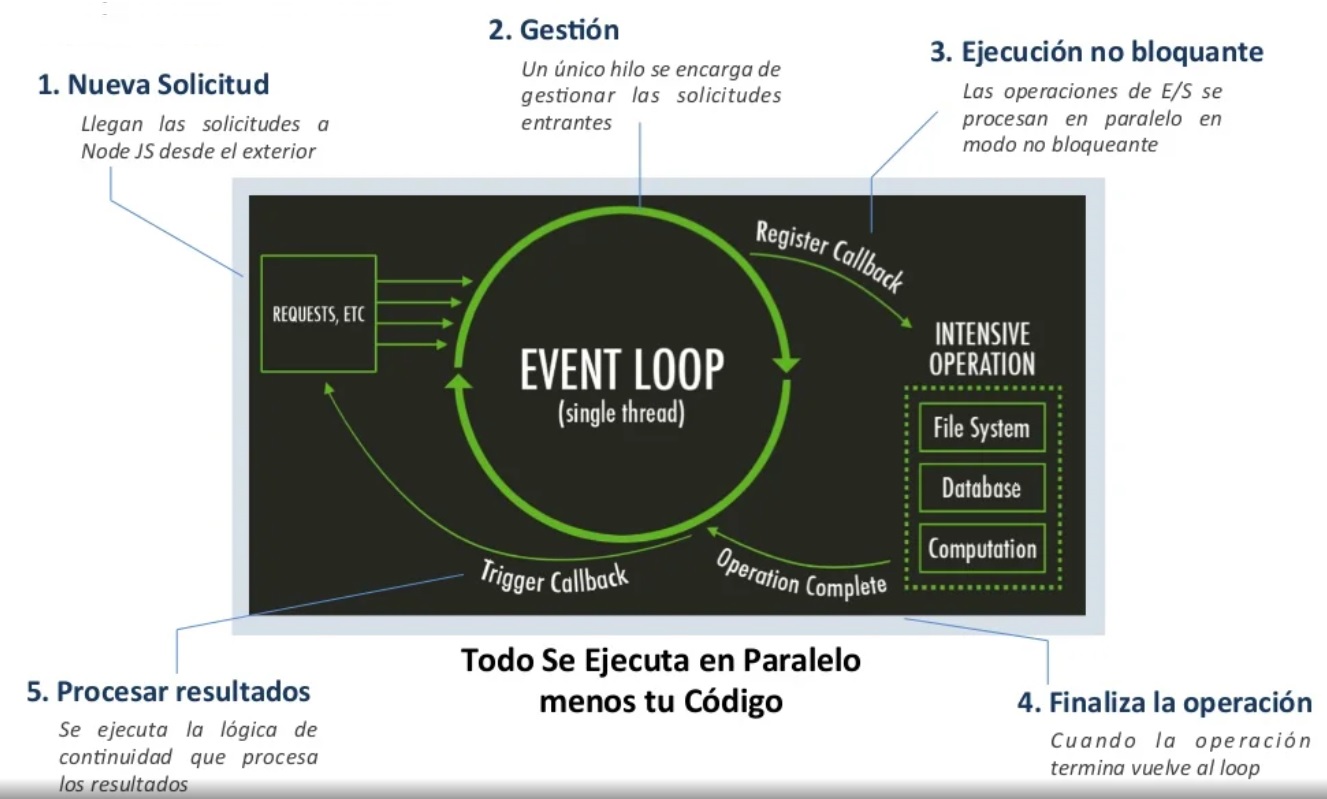 1. Nueva Solicitud
Llegan las solicitudes a
Node JS desde el exterior
2. Gestión
Un único hilo se encarga de
gestionar las solicitudes
entrantes
3. Ejecución no bloquante
Las operaciones de E/S se
procesan en paralelo en
modo no bloqueante
REQUESTS, ETC
EVENT LOOP
(single thread)
Register Callback
INTENSIVE
OPERATION
File System
Database
Computation
Operation Complete
Trigger Callback
Todo Se Ejecuta en Paralelo
menos tu Código
4. Finaliza la operación
Cuando la operación
termina vuelve al loop
5. Procesar resultados
Se ejecuta la lógica de
continuidad que procesa
los resultados